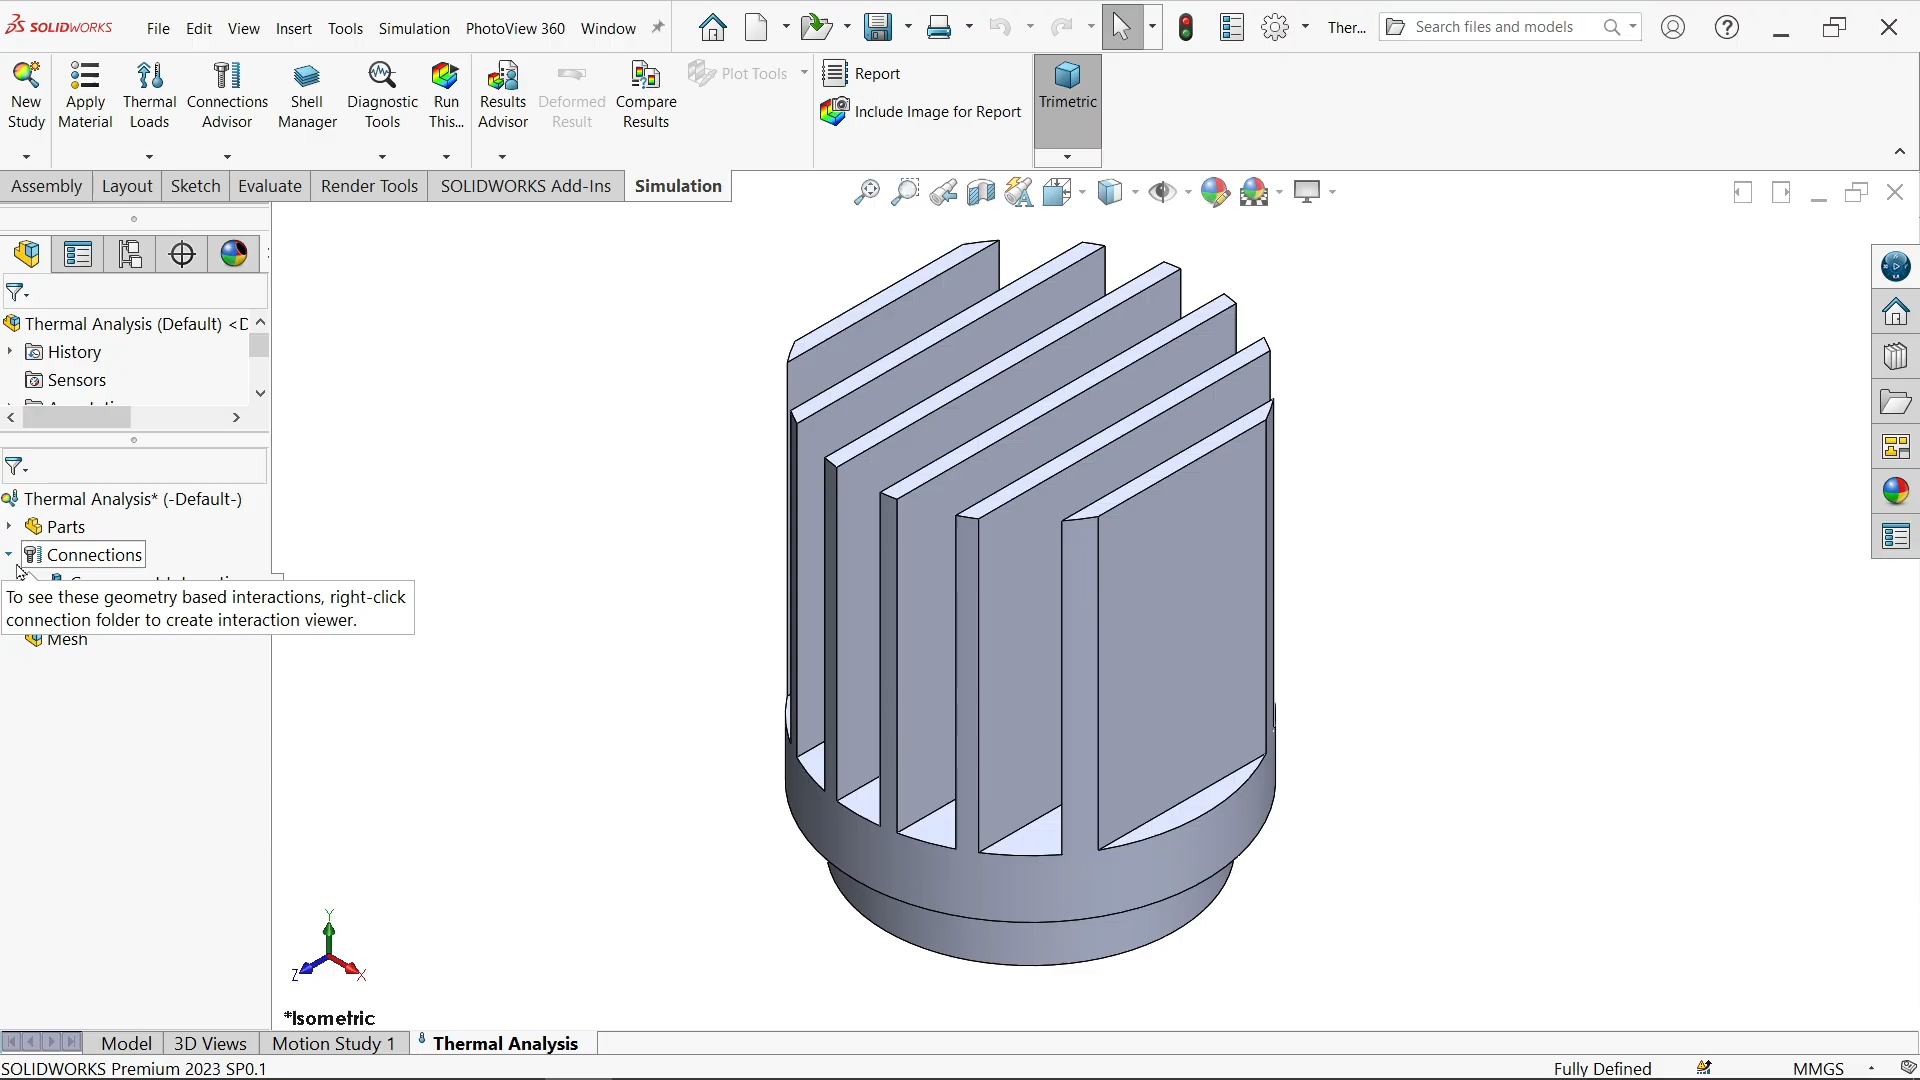 SOLIDWORKS File Edit View Insert Tools Simulation PhotoView 360 Window Ther... Search files and models
New Study
Apply Material
Thermal Loads
Connections Advisor
Shell Manager
Diagnostic Tools
Run This...
Results Advisor
Deformed Result
Compare Results
Plot Tools
Report
Include Image for Report
Trimetric
Assembly Layout Sketch Evaluate Render Tools SOLIDWORKS Add-Ins Simulation
Thermal Analysis (Default) <D
History
Sensors
Thermal Analysis* (-Default-)
Parts
Connections
To see these geometry based interactions, right-click
connection folder to create interaction viewer.
Mesh
Y
Z X
*Isometric
Model 3D Views Motion Study 1 Thermal Analysis
SOLIDWORKS Premium 2023 SP0.1 Fully Defined MMGS